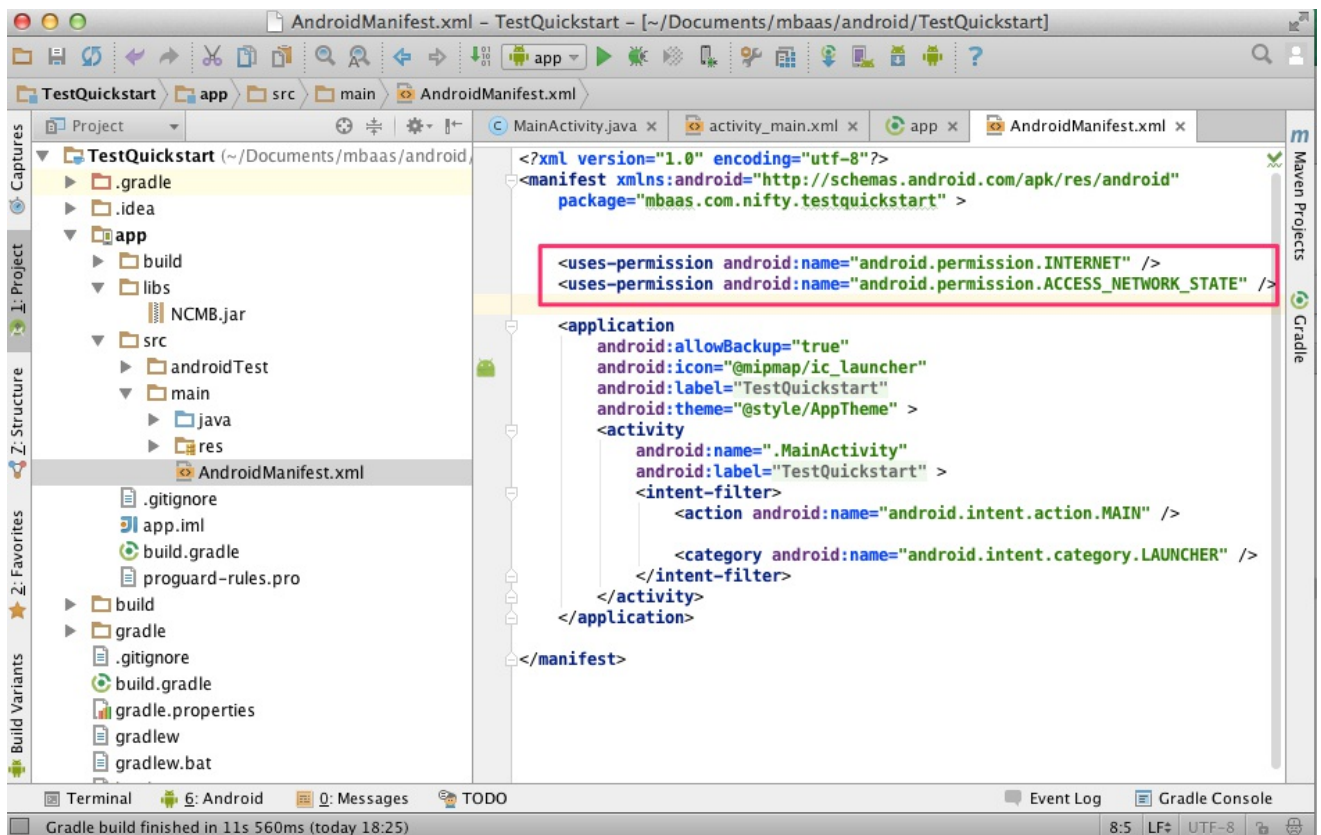 AndroidManifest.xml – TestQuickstart – [~/Documents/mbaas/android/TestQuickstart]
app
TestQuickstart app src main AndroidManifest.xml
Project
MainActivity.java activity_main.xml app AndroidManifest.xml
Captures
1: Project
Z: Structure
2: Favorites
Build Variants
TestQuickstart (~/Documents/mbaas/android/
.gradle
.idea
app
build
libs
NCMB.jar
src
androidTest
main
java
res
AndroidManifest.xml
.gitignore
app.iml
build.gradle
proguard-rules.pro
build
gradle
.gitignore
build.gradle
gradle.properties
gradlew
gradlew.bat
<?xml version="1.0" encoding="utf-8"?>
<manifest xmlns:android="http://schemas.android.com/apk/res/android"
package="mbaas.com.nifty.testquickstart" >
<uses-permission android:name="android.permission.INTERNET" />
<uses-permission android:name="android.permission.ACCESS_NETWORK_STATE" />
<application
android:allowBackup="true"
android:icon="@mipmap/ic_launcher"
android:label="TestQuickstart"
android:theme="@style/AppTheme" >
<activity
android:name=".MainActivity"
android:label="TestQuickstart" >
<intent-filter>
<action android:name="android.intent.action.MAIN" />
<category android:name="android.intent.category.LAUNCHER" />
</intent-filter>
</activity>
</application>
</manifest>
m Maven Projects
Gradle
Terminal 6: Android 0: Messages TODO Event Log Gradle Console
Gradle build finished in 11s 560ms (today 18:25) 8:5 LF UTF-8